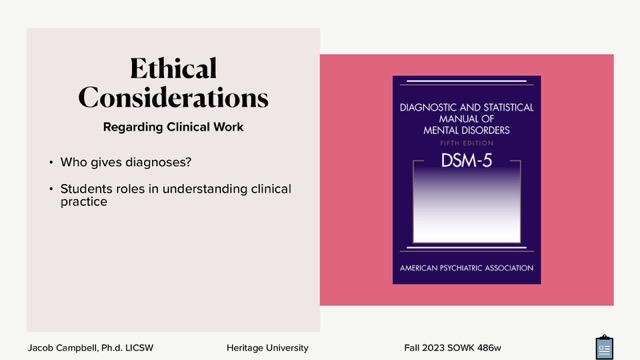 Ethical
Considerations
Regarding Clinical Work
• Who gives diagnoses?
• Students roles in understanding clinical
practice
DIAGNOSTIC AND STATISTICAL
MANUAL OF
MENTAL DISORDERS
FIFTH EDITION
DSM-5
AMERICAN PSYCHIATRIC ASSOCIATION
Jacob Campbell, Ph.d. LICSW
Heritage University
Fall 2023 SOWK 486w